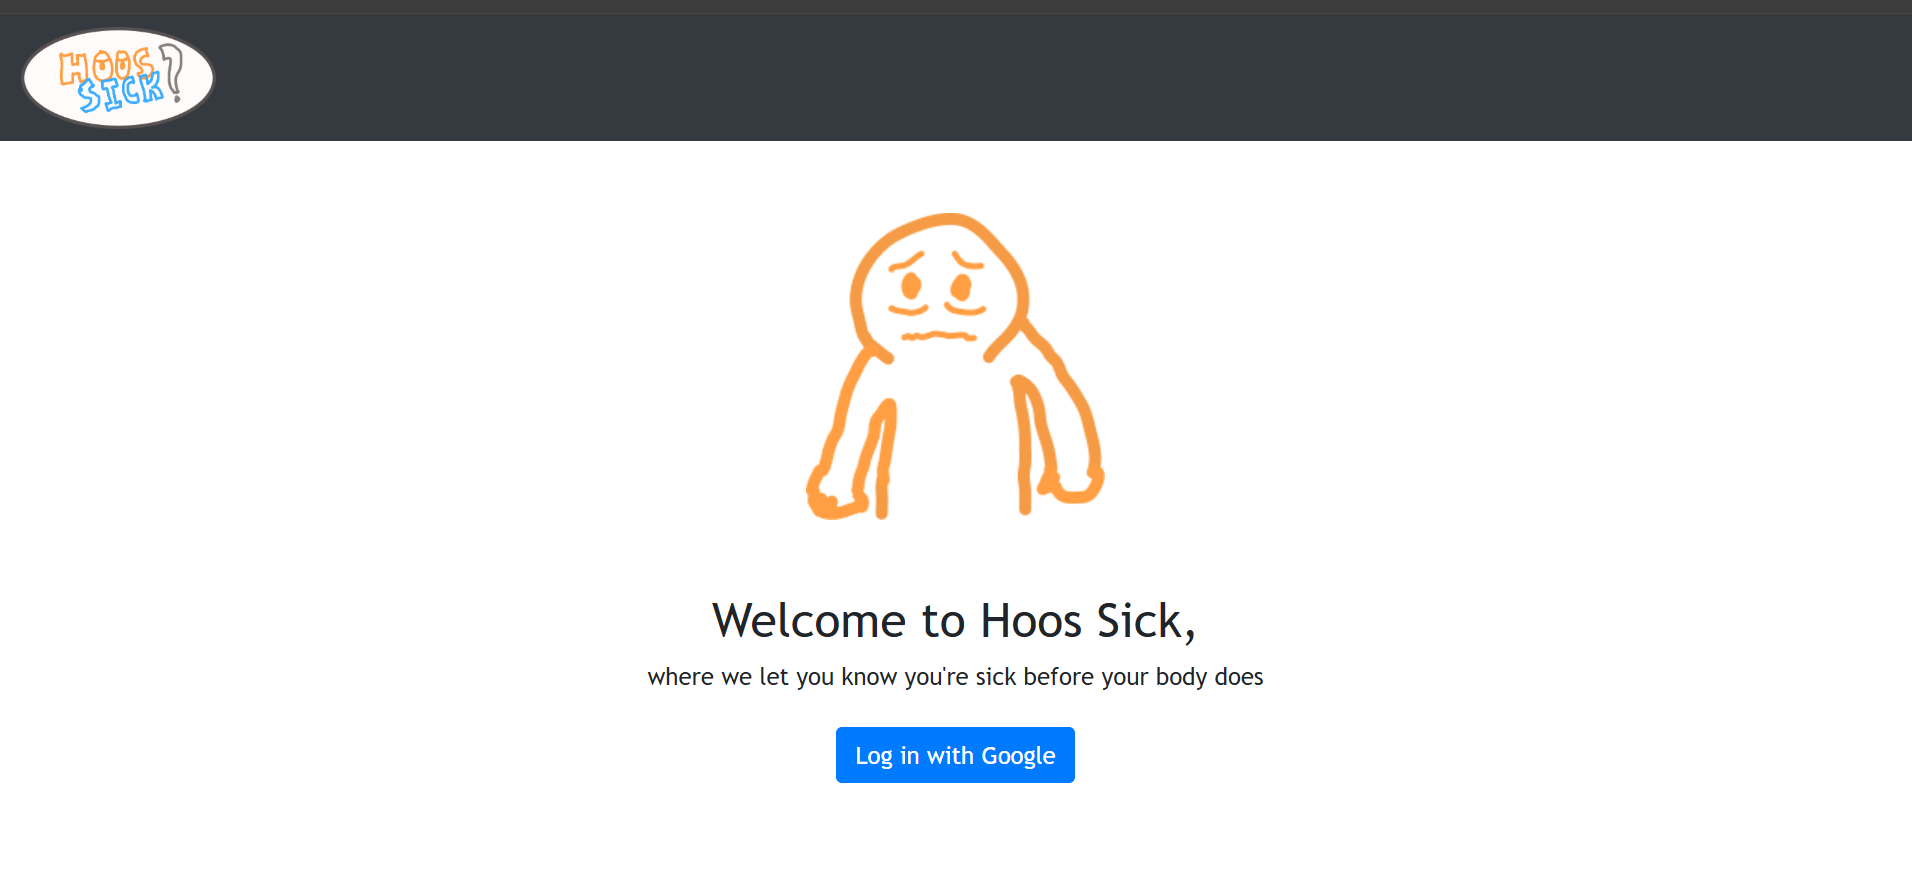 HOOS
SICK?
Welcome to Hoos Sick,
where we let you know you're sick before your body does
Log in with Google